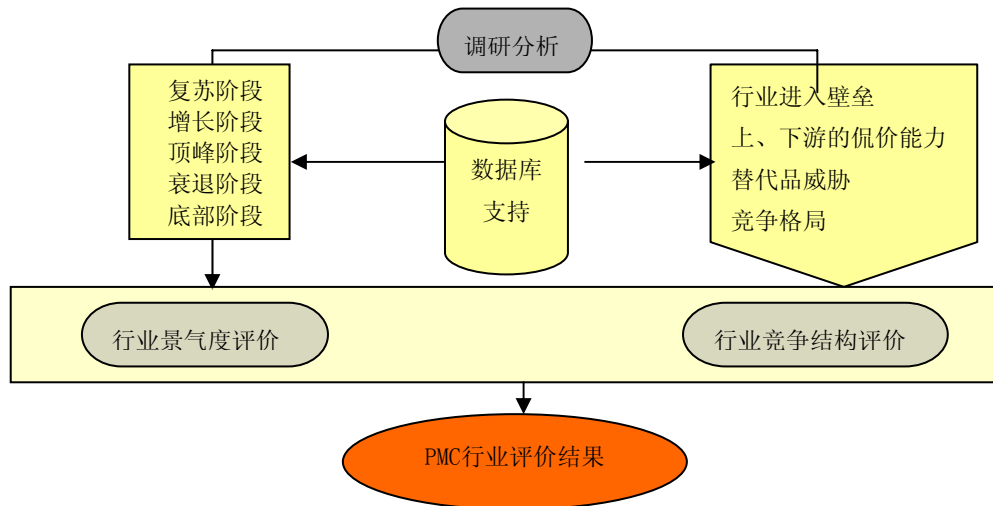 调研分析
复苏阶段
增长阶段
顶峰阶段
衰退阶段
底部阶段
数据库
支持
行业进入壁垒
上、下游的侃价能力
替代品威胁
竞争格局
行业景气度评价
行业竞争结构评价
PMC行业评价结果